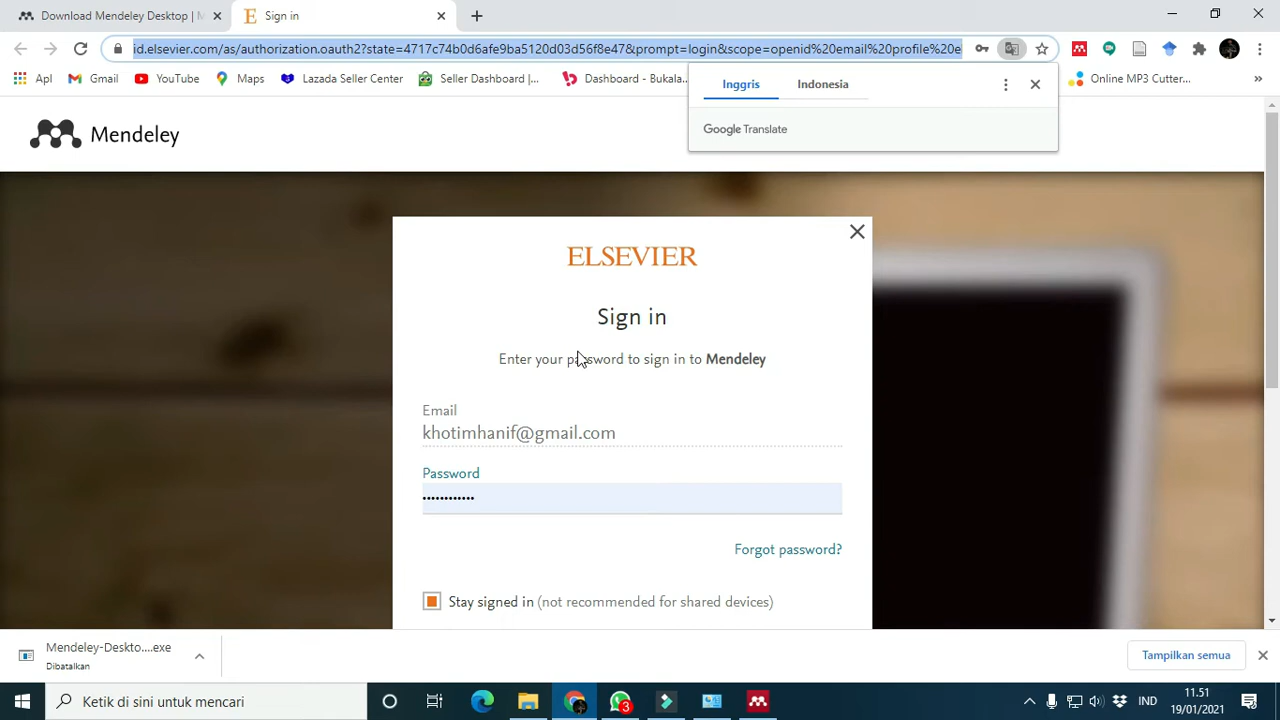 Download Mendeley Desktop | M
Sign in
id.elsevier.com/as/authorization.oauth2?state=4717c74b0d6afe9ba5120d03d56f8e47&prompt=login&scope=openid%20email%20profile%20e
Apl
Gmail
YouTube
Maps
Lazada Seller Center
Seller Dashboard |...
Dashboard - Bukala...
Online MP3 Cutter...
Inggris
Indonesia
Google Translate
Mendeley
ELSEVIER
Sign in
Enter your password to sign in to Mendeley
Email
khotimhanif@gmail.com
Password
••••••••••••
Forgot password?
Stay signed in (not recommended for shared devices)
Mendeley-Deskto....exe
Dibatalkan
Tampilkan semua
Ketik di sini untuk mencari
3
IND
11.51
19/01/2021